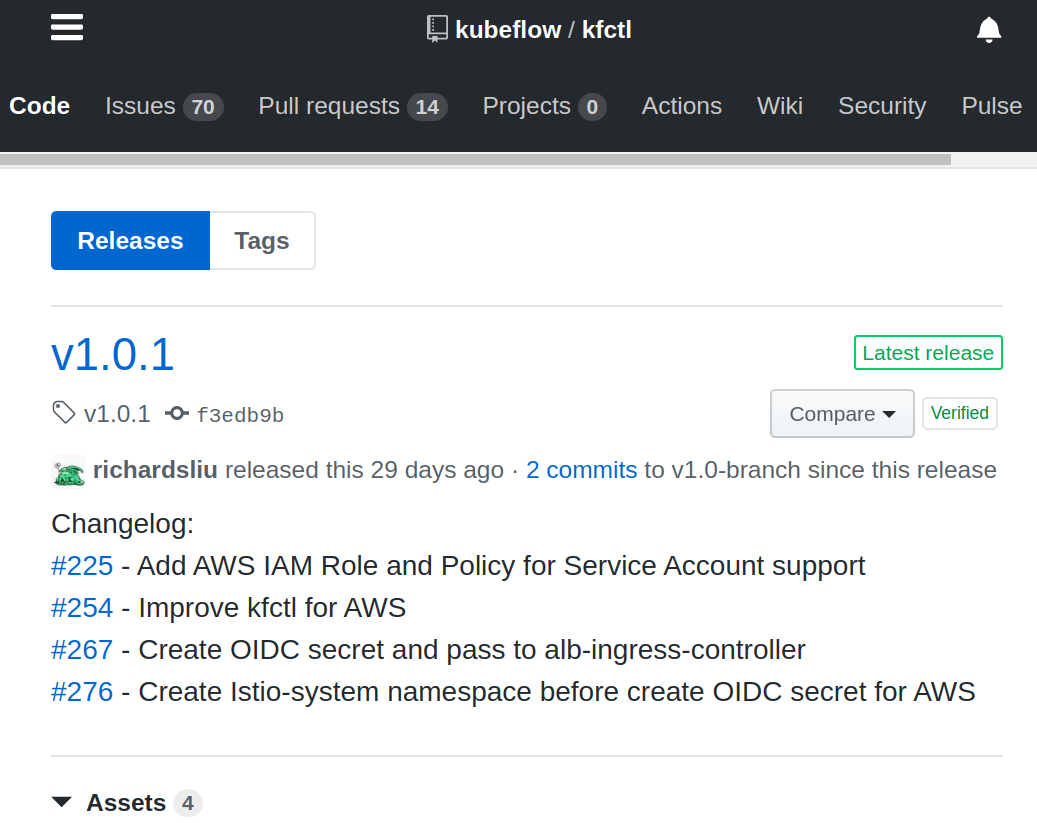 kubeflow / kfctl
Code Issues 70 Pull requests 14 Projects 0 Actions Wiki Security Pulse
Releases Tags
v1.0.1 Latest release
v1.0.1 f3edb9b Compare Verified
richardsliu released this 29 days ago · 2 commits to v1.0-branch since this release
Changelog:
#225 - Add AWS IAM Role and Policy for Service Account support
#254 - Improve kfctl for AWS
#267 - Create OIDC secret and pass to alb-ingress-controller
#276 - Create Istio-system namespace before create OIDC secret for AWS
Assets 4